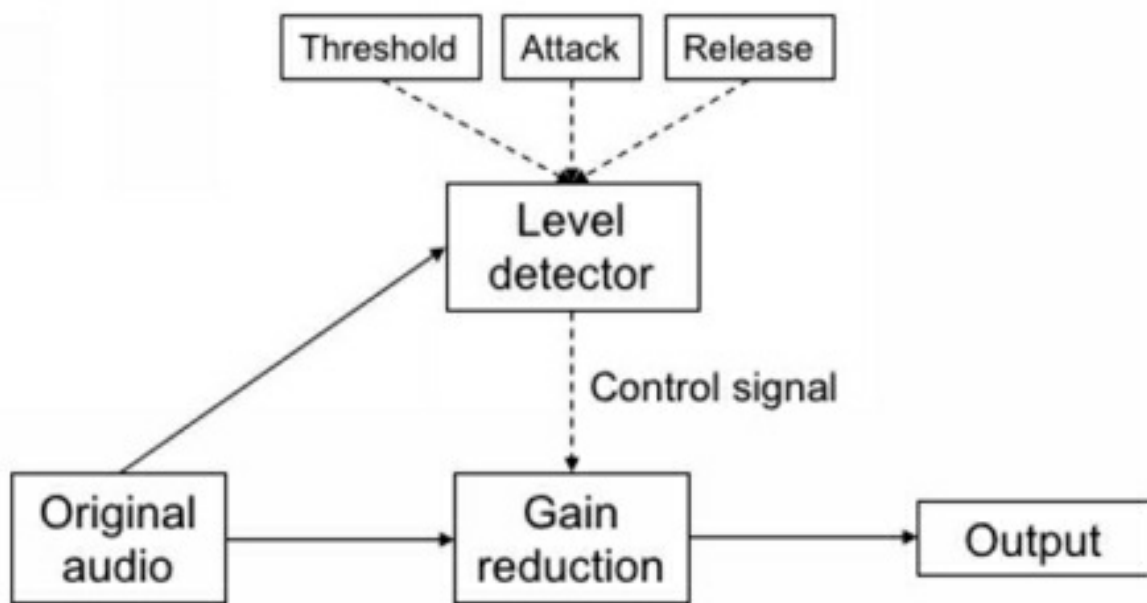 Threshold
Attack
Release
Level
detector
Control signal
Original
audio
Gain
reduction
Output